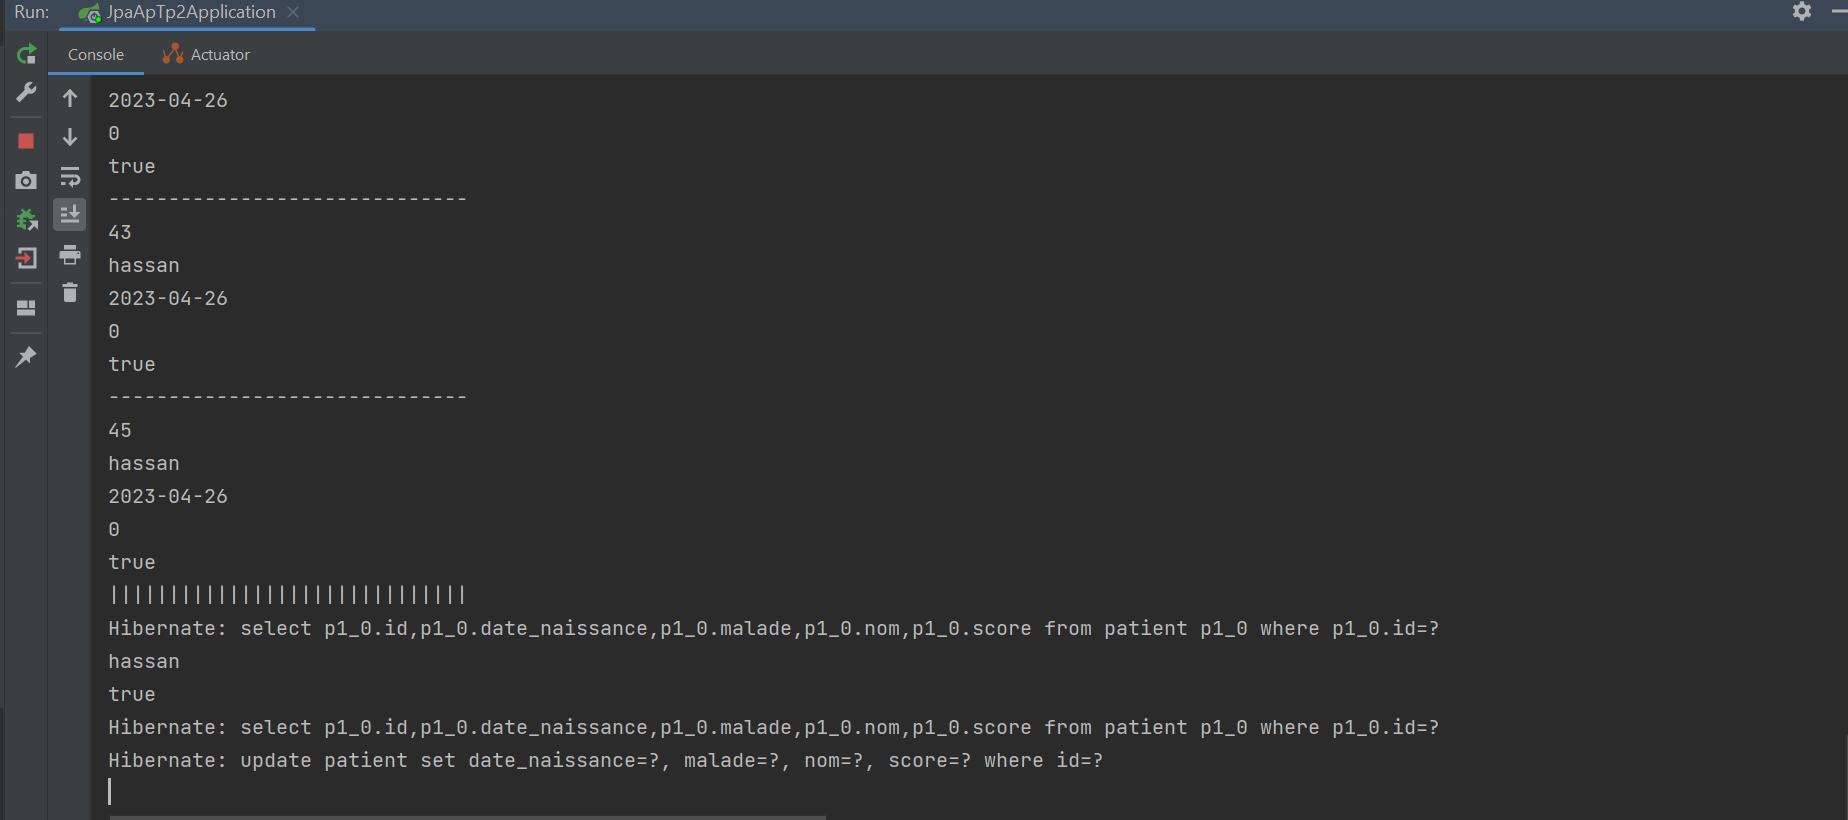 Run: JpaApTp2Application
Console Actuator
2023-04-26
0
true
------------------------------
43
hassan
2023-04-26
0
true
------------------------------
45
hassan
2023-04-26
0
true
||||||||||||||||||||||||||||||
Hibernate: select p1_0.id,p1_0.date_naissance,p1_0.malade,p1_0.nom,p1_0.score from patient p1_0 where p1_0.id=?
hassan
true
Hibernate: select p1_0.id,p1_0.date_naissance,p1_0.malade,p1_0.nom,p1_0.score from patient p1_0 where p1_0.id=?
Hibernate: update patient set date_naissance=?, malade=?, nom=?, score=? where id=?